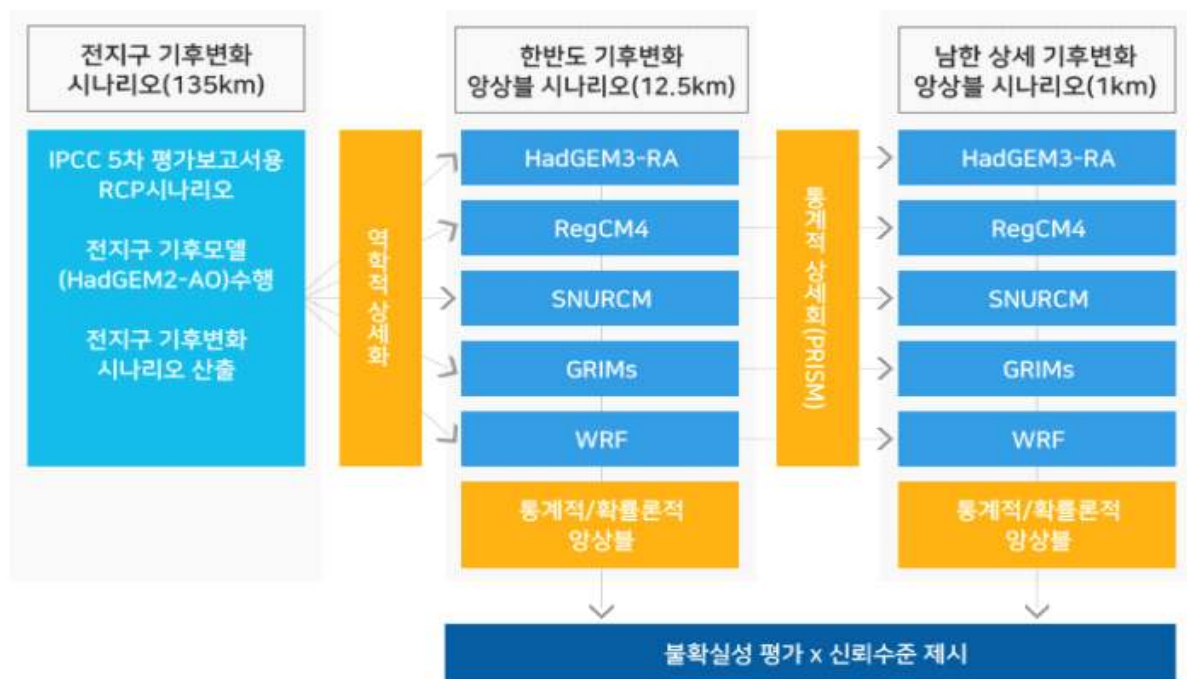 전지구 기후변화
시나리오(135km)
IPCC 5차 평가보고서용
RCP시나리오
전지구 기후모델
(HadGEM2-AO)수행
전지구 기후변화
시나리오 산출
역학적 상세화
한반도 기후변화
앙상블 시나리오(12.5km)
HadGEM3-RA
RegCM4
SNURCM
GRIMs
WRF
통계적/확률론적
앙상블
통계적 상세회(PRISM)
남한 상세 기후변화
앙상블 시나리오(1km)
HadGEM3-RA
RegCM4
SNURCM
GRIMs
WRF
통계적/확률론적
앙상블
불확실성 평가 x 신뢰수준 제시